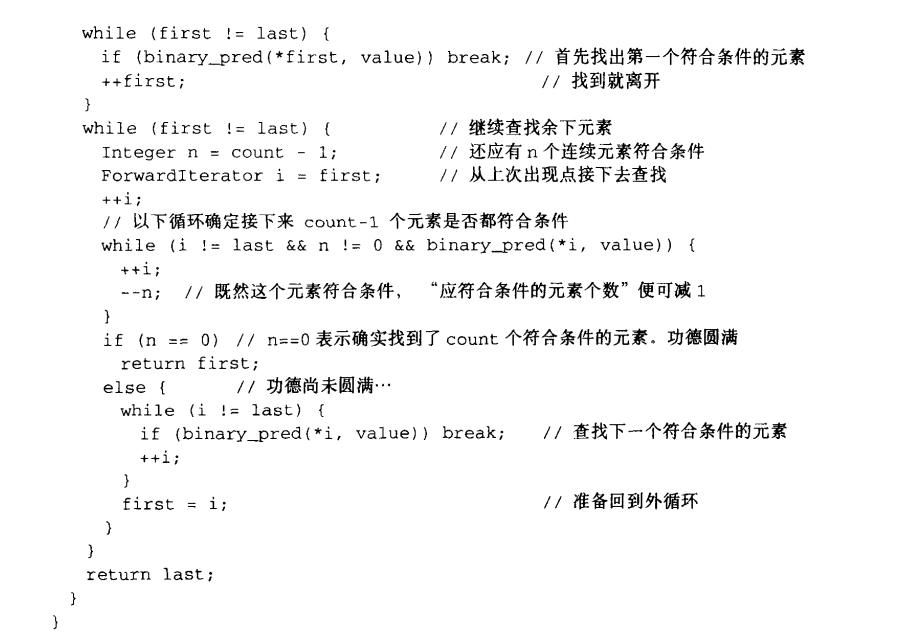 while (first != last) {
if (binary_pred(*first, value)) break; // 首先找出第一个符合条件的元素
++first; // 找到就离开
}
while (first != last) { // 继续查找余下元素
Integer n = count - 1; // 还应有 n 个连续元素符合条件
ForwardIterator i = first; // 从上次出现点接下去查找
++i;
// 以下循环确定接下来 count-1 个元素是否都符合条件
while (i != last && n != 0 && binary_pred(*i, value)) {
++i;
--n; // 既然这个元素符合条件, “应符合条件的元素个数”便可减 1
}
if (n == 0) // n==0 表示确实找到了 count 个符合条件的元素。功德圆满
return first;
else { // 功德尚未圆满…
while (i != last) {
if (binary_pred(*i, value)) break; // 查找下一个符合条件的元素
++i;
}
first = i; // 准备回到外循环
}
}
return last;
}
}